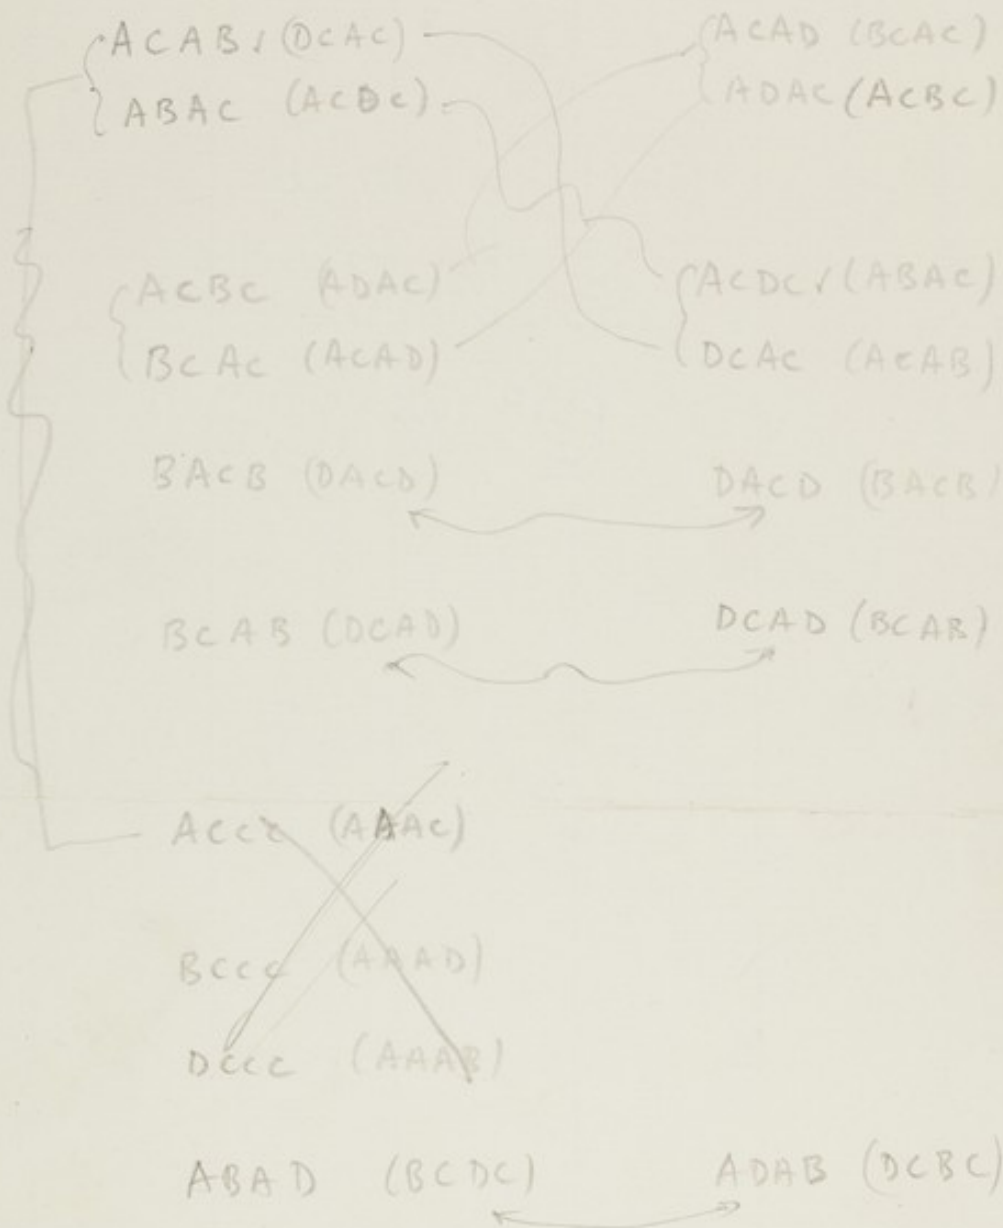 ACAB, (DCAC) ACAD (BCAC)
ABAC (ACDC) ADAC (ACBC)
ACBC (ADAC) ACDC, (ABAC)
BCAC (ACAD) DCAC (ACAB)
BACB (DACD) DACD (BACB)
BCAB (DCAD) DCAD (BCAB)
ACCC (AAAC)
BCCC (AAAD)
DCCC (AAAB)
ABAD (BCDC) ADAB (DCBC)